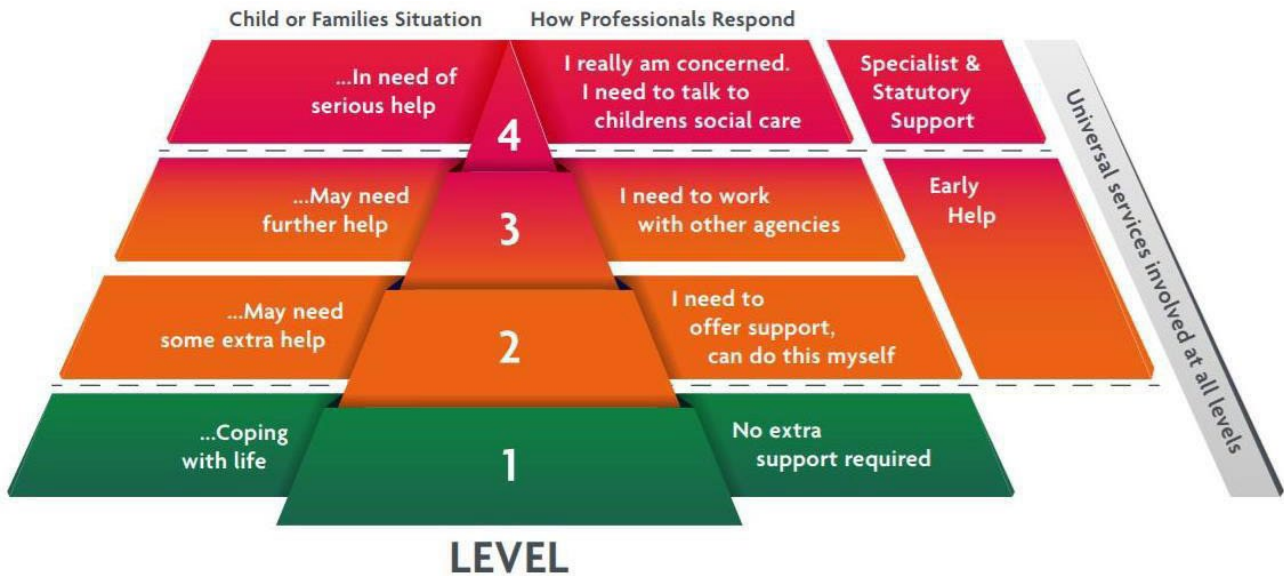 Child or Families Situation
How Professionals Respond
...In need of
serious help
4
I really am concerned.
I need to talk to
childrens social care
Specialist &
Statutory
Support
...May need
further help
3
I need to work
with other agencies
Early
Help
...May need
some extra help
2
I need to
offer support,
can do this myself
...Coping
with life
1
No extra
support required
Universal services involved at all levels
LEVEL